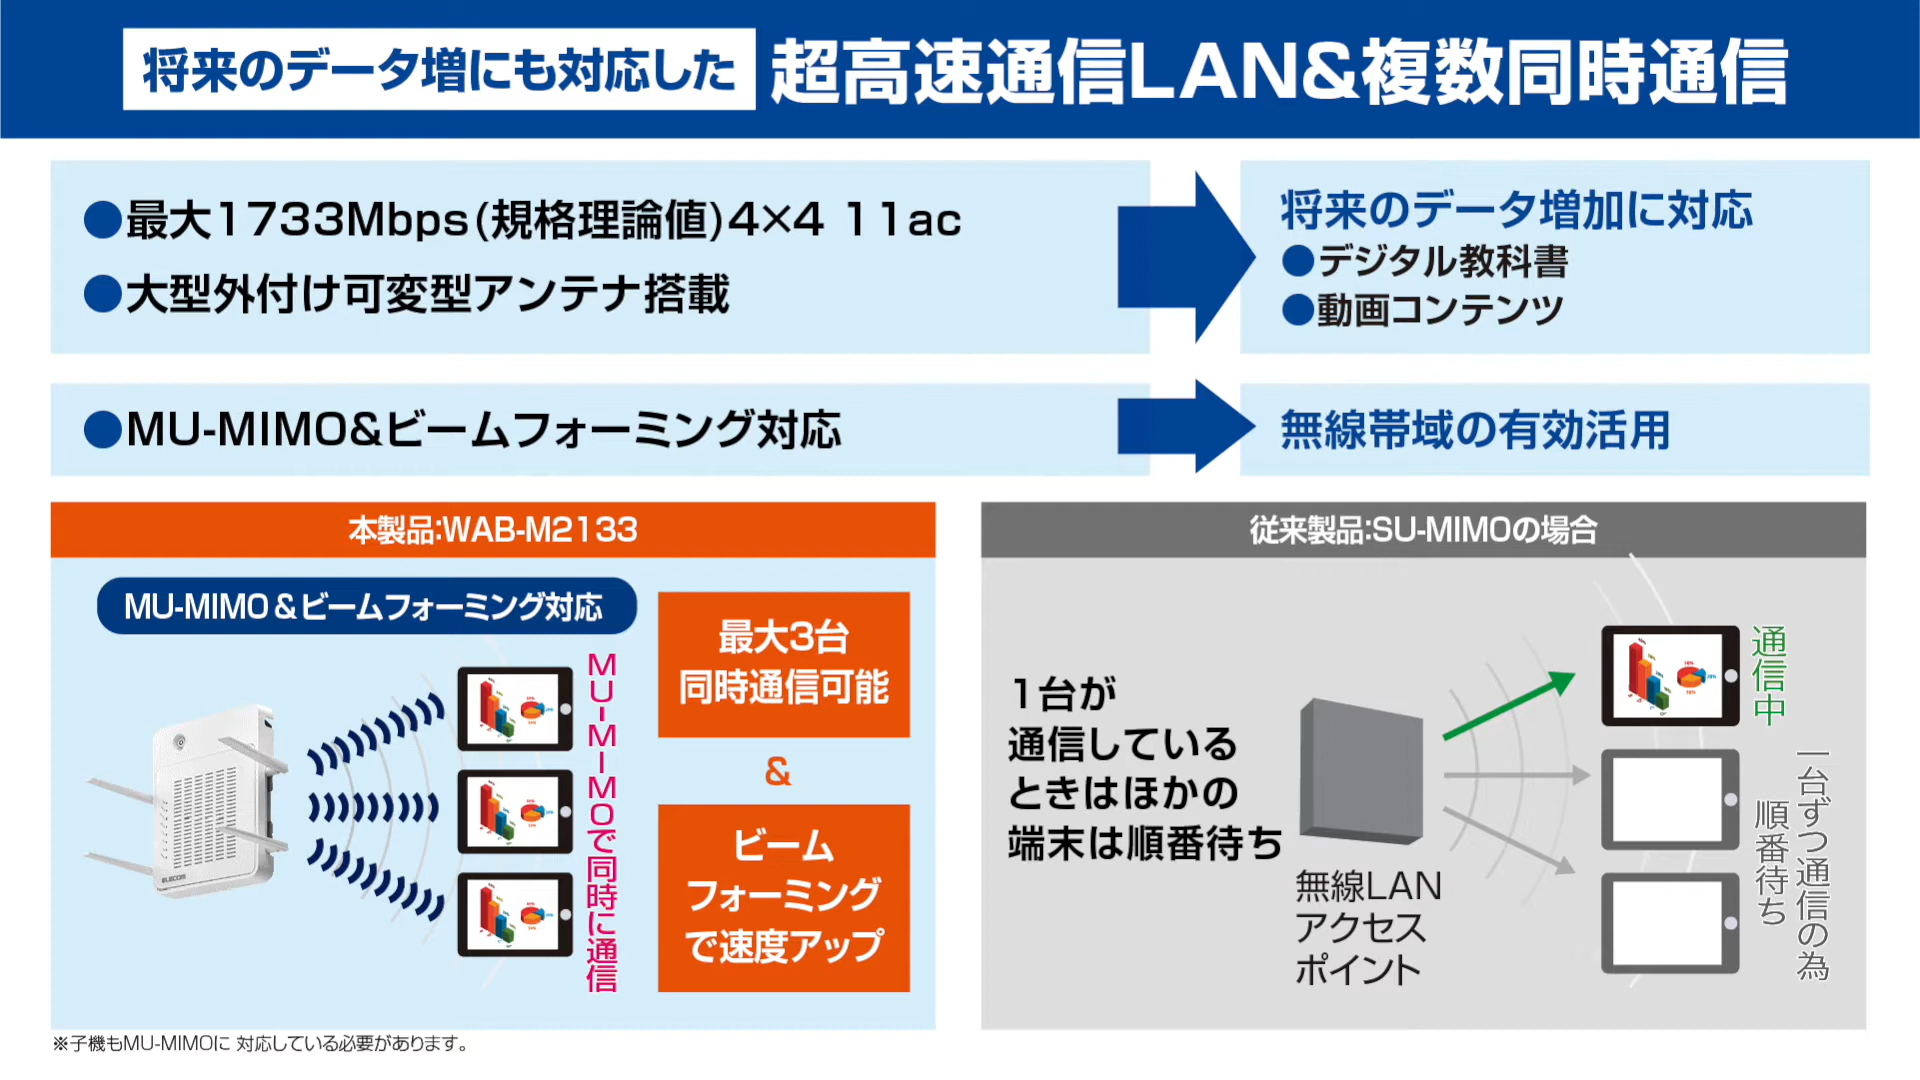 将来のデータ増にも対応した 超高速通信LAN&複数同時通信
●最大1733Mbps(規格理論値)4×4 11ac
●大型外付け可変型アンテナ搭載
将来のデータ増加に対応
●デジタル教科書
●動画コンテンツ
●MU-MIMO&ビームフォーミング対応
無線帯域の有効活用
本製品:WAB-M2133
MU-MIMO&ビームフォーミング対応
MU-MIMOで同時に通信
最大3台
同時通信可能
&
ビーム
フォーミング
で速度アップ
ELECOM
従来製品:SU-MIMOの場合
1台が
通信している
ときはほかの
端末は順番待ち
無線LAN
アクセス
ポイント
通信中
一台ずつ通信の為
順番待ち
※子機もMU-MIMOに 対応している必要があります。